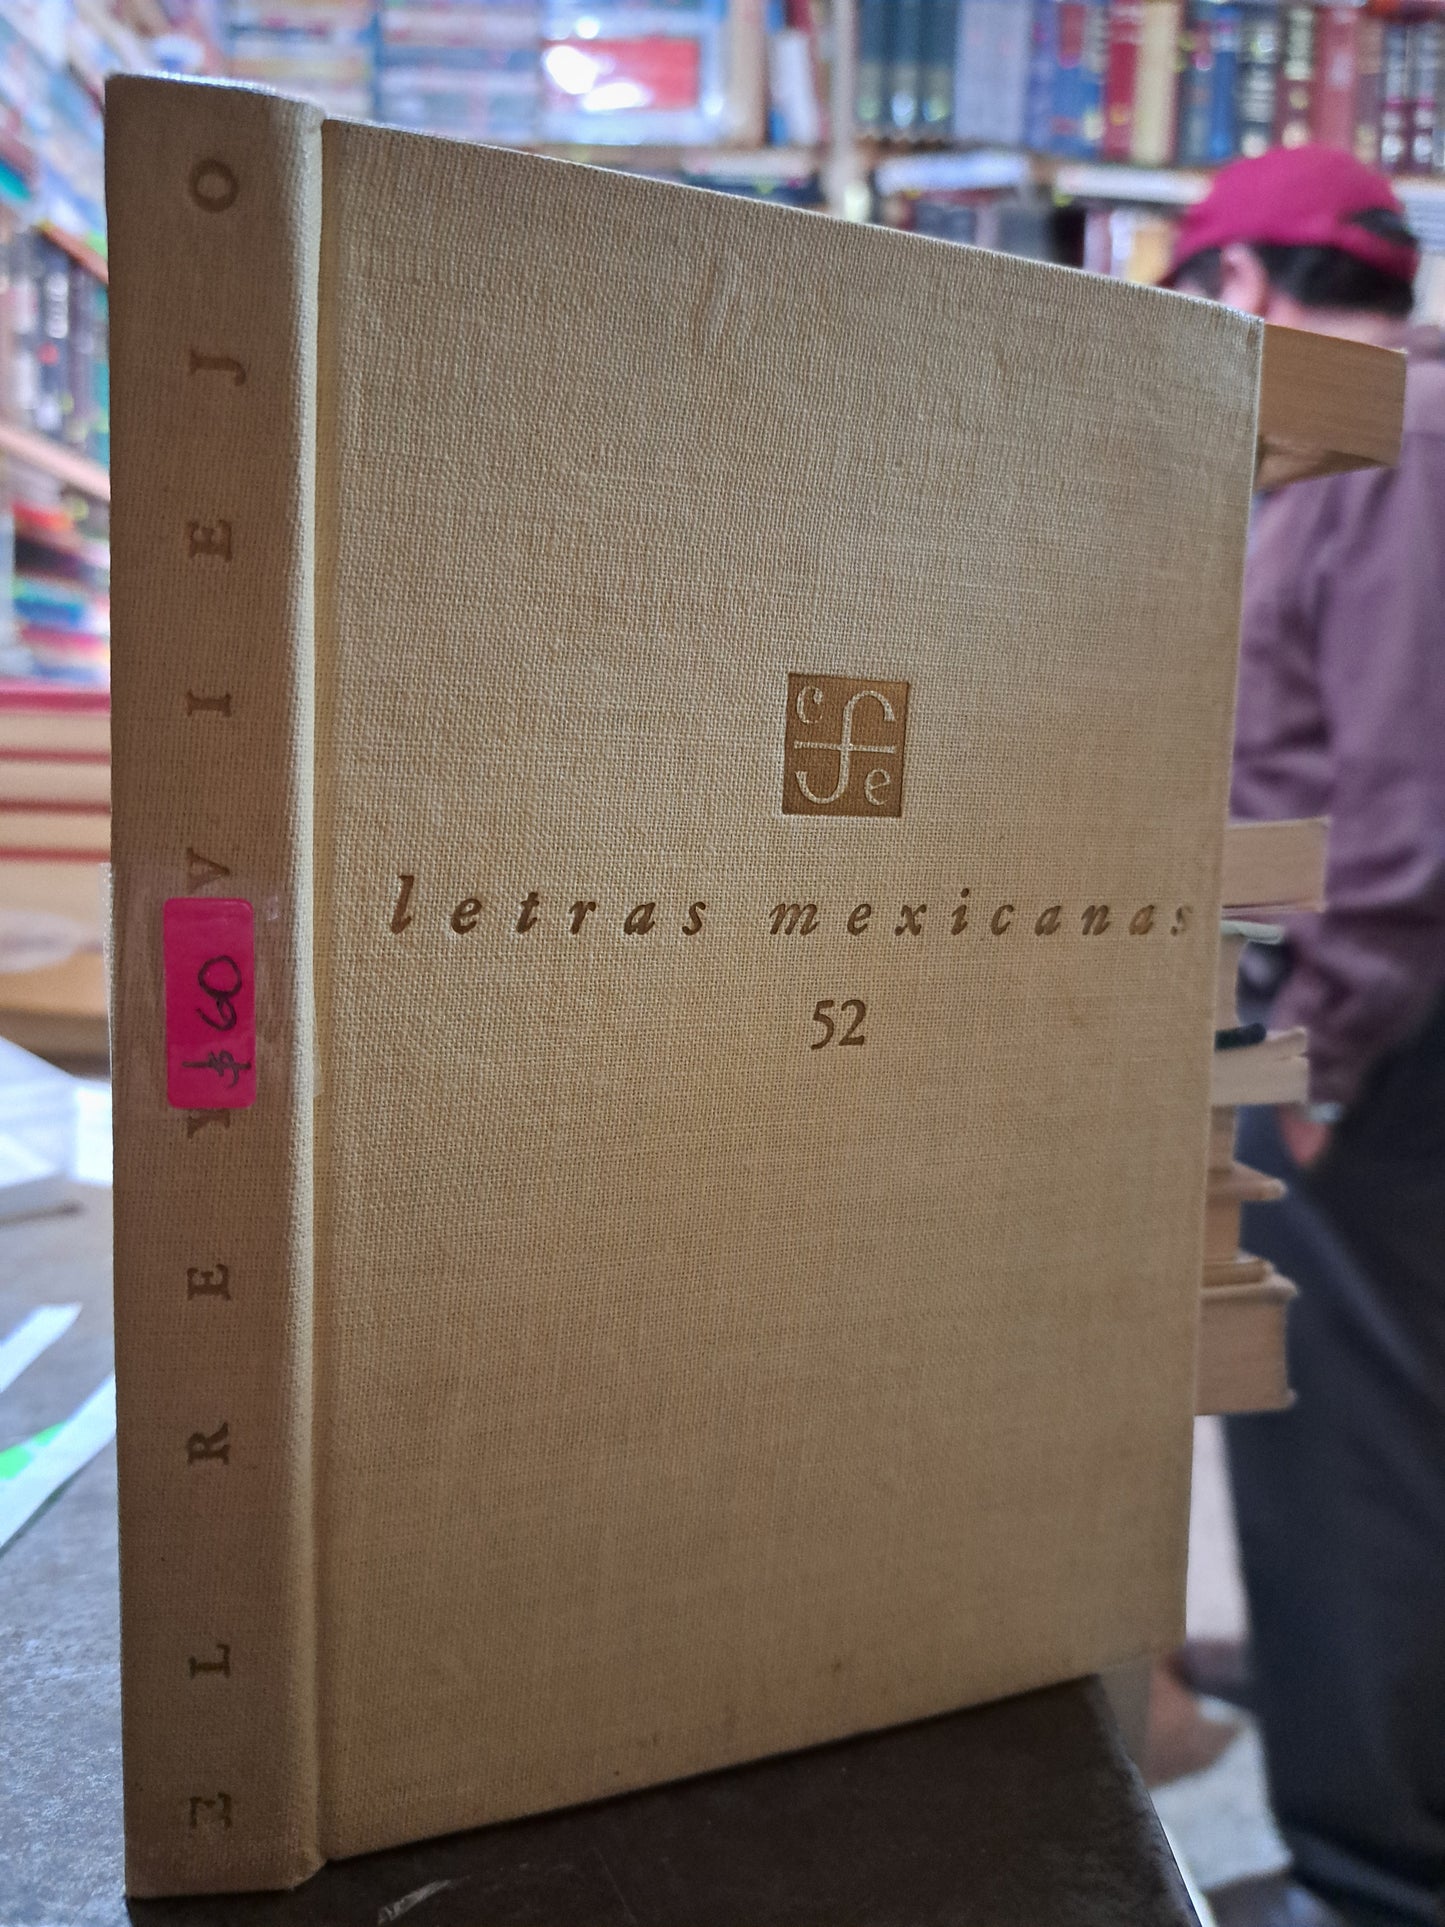 EL REY VIEJO
$60
cfe
letras mexicanas
52